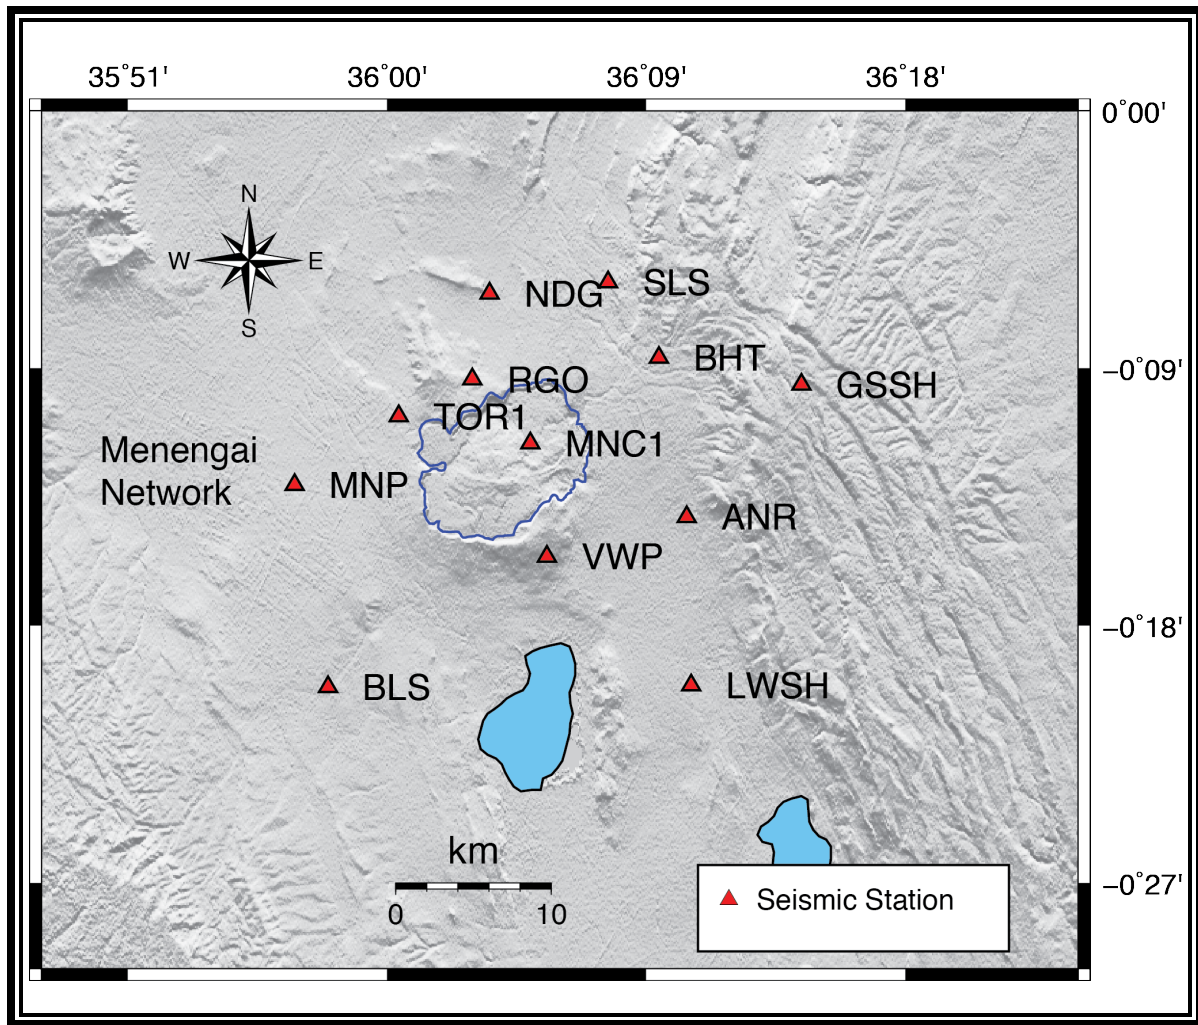 35˚51' 36˚00' 36˚09' 36˚18'
0˚00'
N
W E
S
NDG SLS
BHT
−0˚09'
RGO GSSH
TOR1
MNC1
Menengai
Network
MNP
ANR
VWP
−0˚18'
BLS LWSH
km
0 10
−0˚27'
Seismic Station